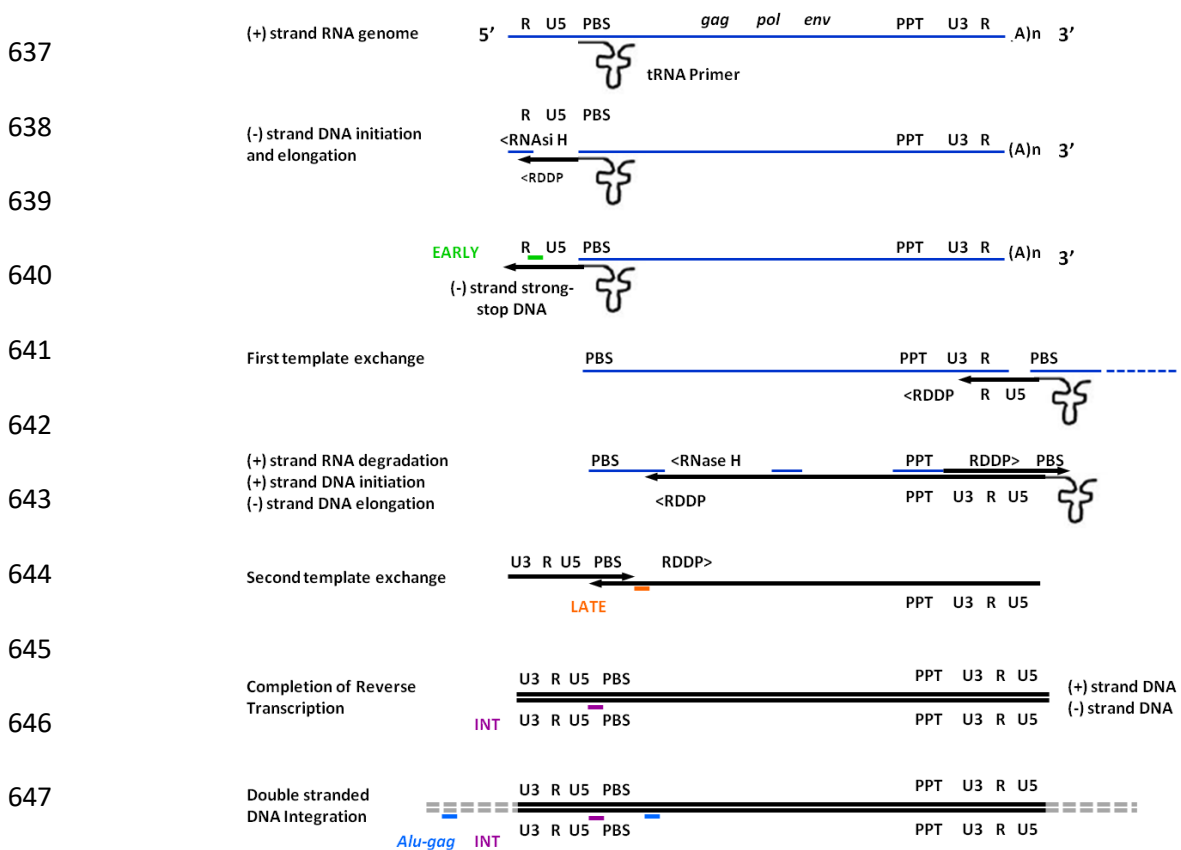 R U5 PBS gag pol env PPT U3 R
(+) strand RNA genome 5’ (A)n 3’
637
tRNA Primer
R U5 PBS
638
(-) strand DNA initiation <RNAsi H PPT U3 R
and elongation (A)n 3’
<RDDP
639
EARLY R U5 PBS PPT U3 R (A)n 3’
640
(-) strand strong-
stop DNA
641
First template exchange PBS PPT U3 R PBS
<RDDP R U5
642
(+) strand RNA degradation PBS <RNase H PPT RDDP> PBS
(+) strand DNA initiation
643
(-) strand DNA elongation <RDDP PPT U3 R U5
U3 R U5 PBS RDDP>
644
Second template exchange
LATE PPT U3 R U5
645
U3 R U5 PBS PPT U3 R U5
Completion of Reverse (+) strand DNA
Transcription (-) strand DNA
646
INT U3 R U5 PBS PPT U3 R U5
647
Double stranded U3 R U5 PBS PPT U3 R U5
DNA Integration
U3 R U5 PBS PPT U3 R U5
Alu-gag INT